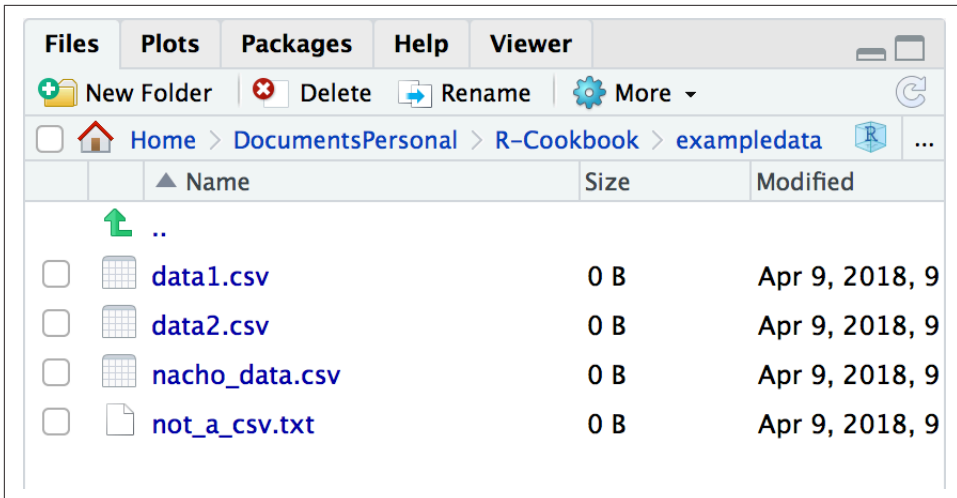 Files Plots Packages Help Viewer
New Folder Delete Rename More
Home > DocumentsPersonal > R-Cookbook > exampledata R ...
Name Size Modified
..
data1.csv 0 B Apr 9, 2018, 9
data2.csv 0 B Apr 9, 2018, 9
nacho_data.csv 0 B Apr 9, 2018, 9
not_a_csv.txt 0 B Apr 9, 2018, 9